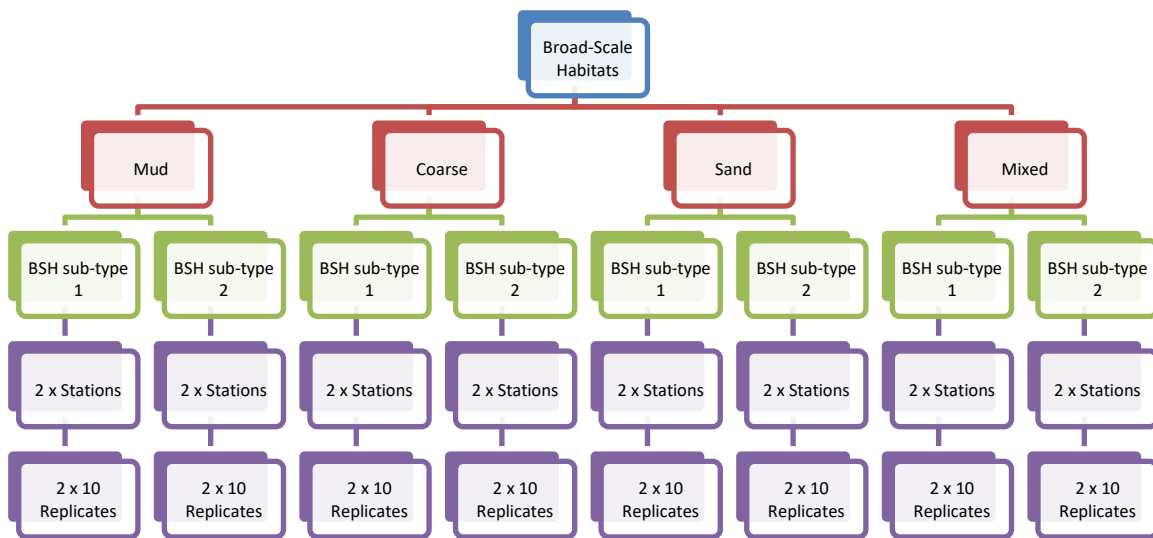 Broad-Scale
Habitats
Mud
Coarse
Sand
Mixed
BSH sub-type
1
BSH sub-type
2
BSH sub-type
1
BSH sub-type
2
BSH sub-type
1
BSH sub-type
2
BSH sub-type
1
BSH sub-type
2
2 x Stations
2 x Stations
2 x Stations
2 x Stations
2 x Stations
2 x Stations
2 x Stations
2 x Stations
2 x 10
Replicates
2 x 10
Replicates
2 x 10
Replicates
2 x 10
Replicates
2 x 10
Replicates
2 x 10
Replicates
2 x 10
Replicates
2 x 10
Replicates